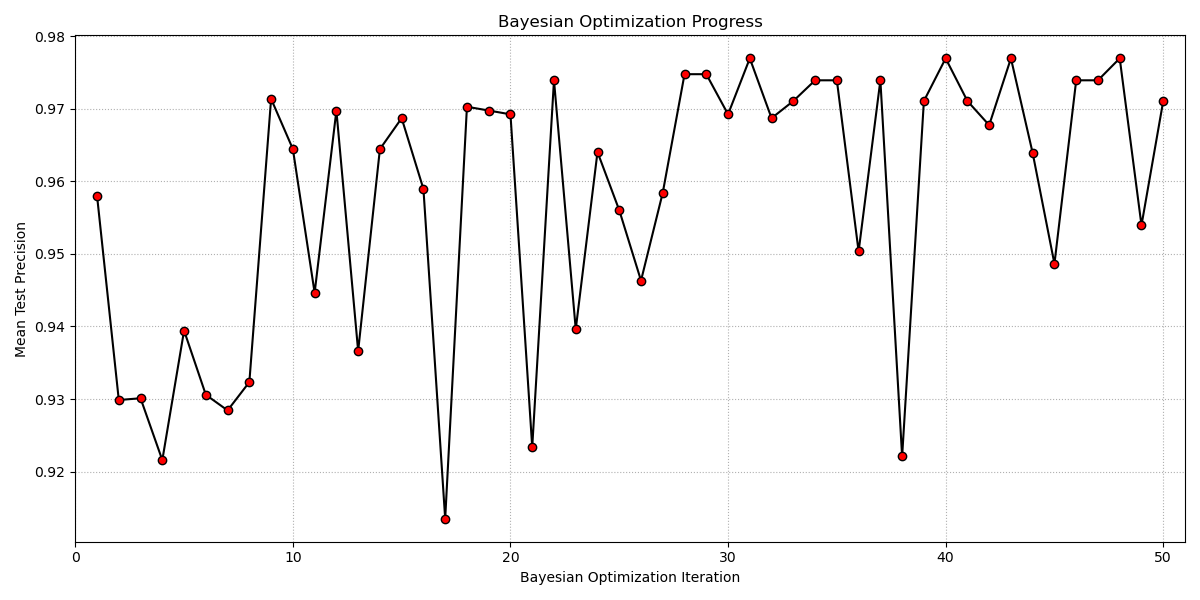 Bayesian Optimization Progress
0.98
0.97
0.96
0.95
0.94
0.93
0.92
Mean Test Precision
0 10 20 30 40 50
Bayesian Optimization Iteration